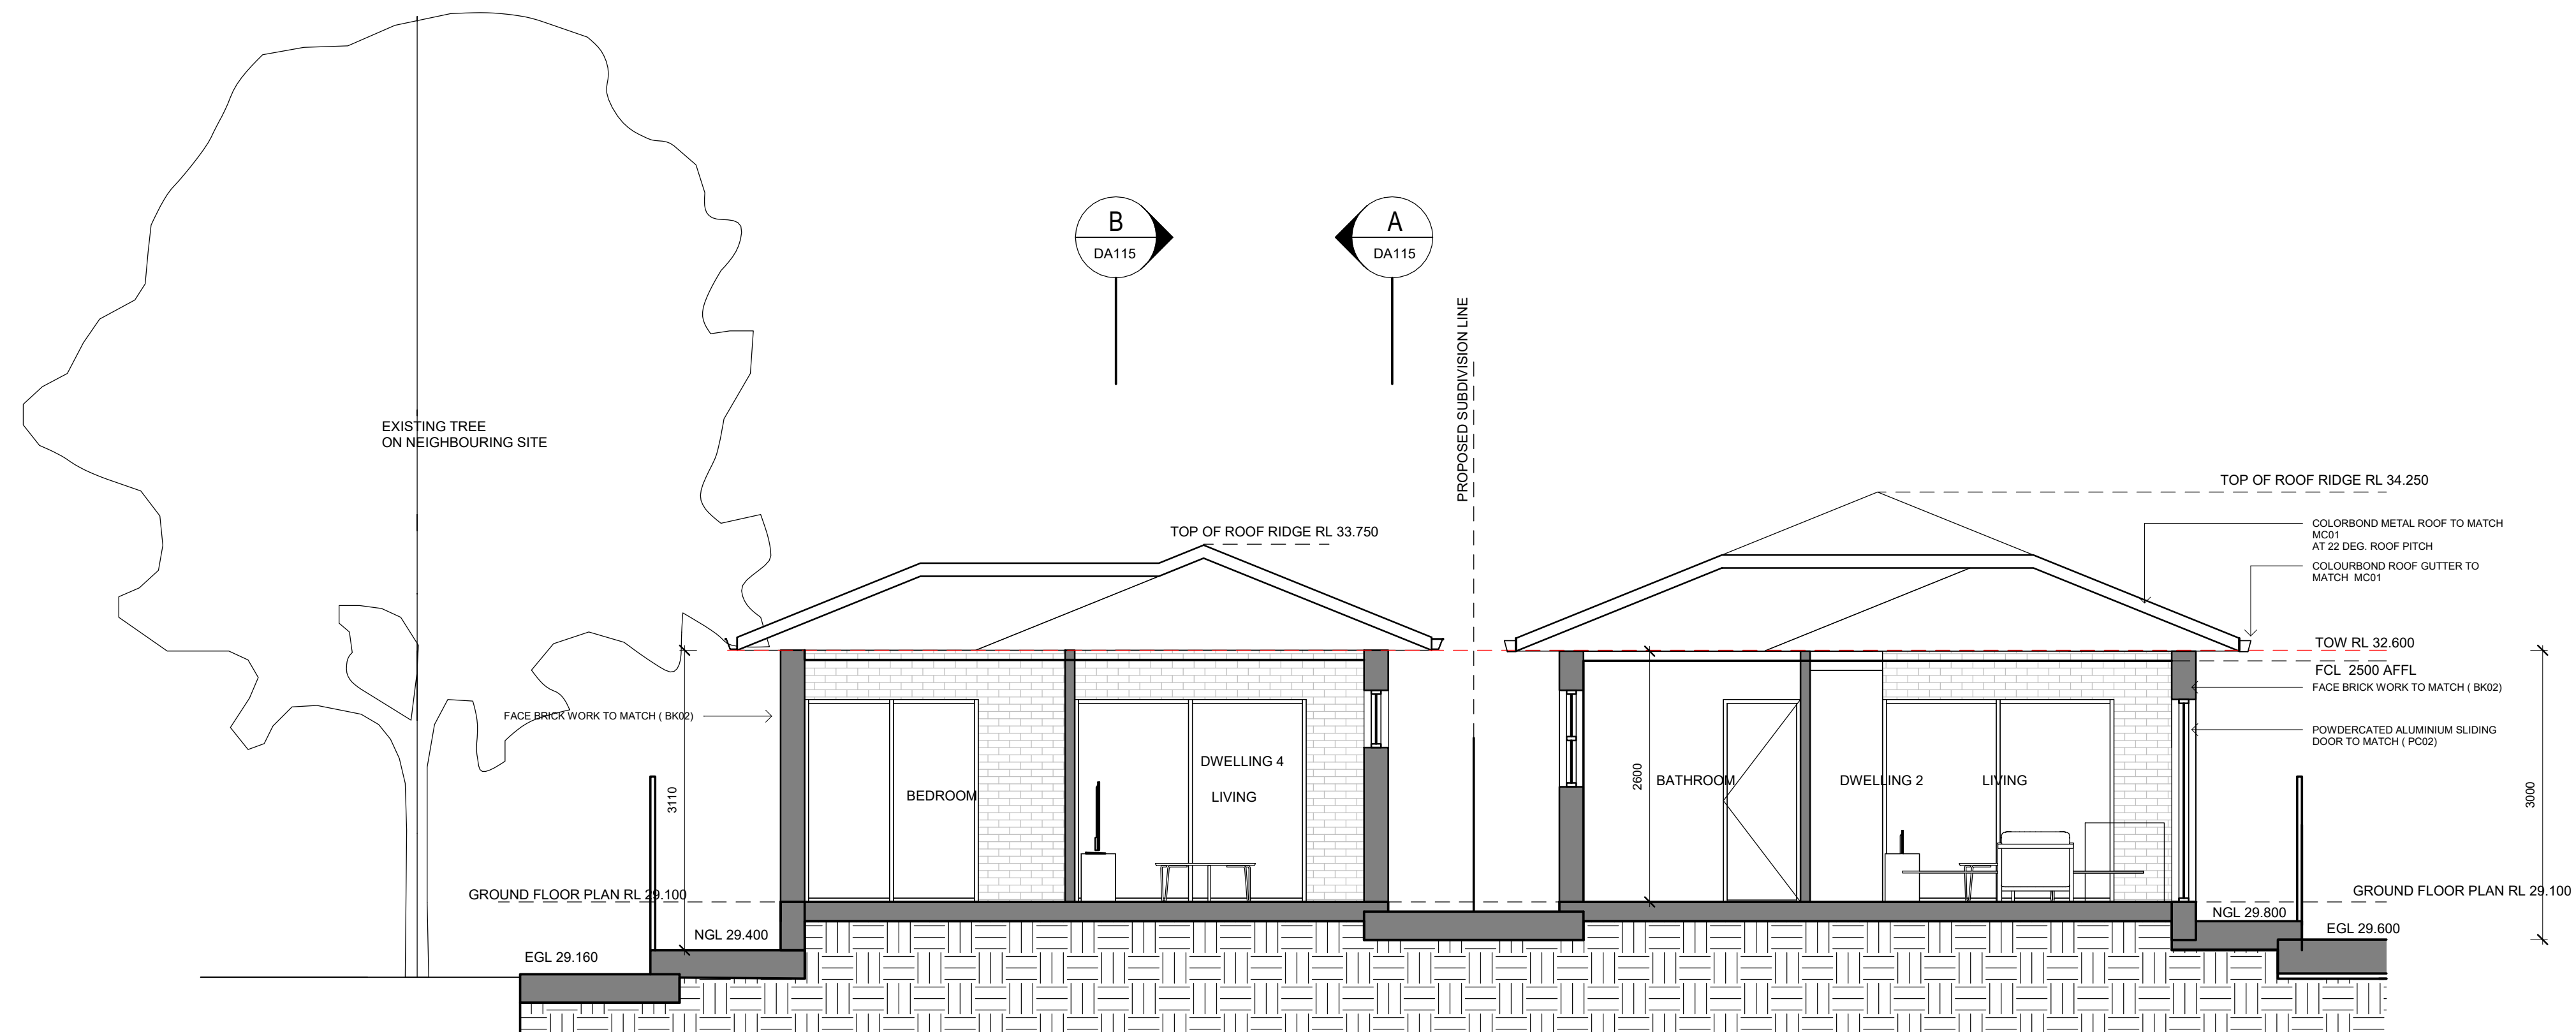 B
DA115
A
DA115
PROPOSED SUBDIVISION LINE
EXISTING TREE
ON NEIGHBOURING SITE
TOP OF ROOF RIDGE RL 34.250
COLORBOND METAL ROOF TO MATCH
MC01
AT 22 DEG. ROOF PITCH
TOP OF ROOF RIDGE RL 33.750
COLOURBOND ROOF GUTTER TO
MATCH MC01
TOW RL 32.600
FCL 2500 AFFL
FACE BRICK WORK TO MATCH ( BK02)
FACE BRICK WORK TO MATCH ( BK02)
POWDERCATED ALUMINIUM SLIDING
DOOR TO MATCH ( PC02)
3110
BEDROOM
DWELLING 4
LIVING
2600
BATHROOM
DWELLING 2
LIVING
3000
GROUND FLOOR PLAN RL 29.100
GROUND FLOOR PLAN RL 29.100
NGL 29.400
NGL 29.800
EGL 29.160
EGL 29.600